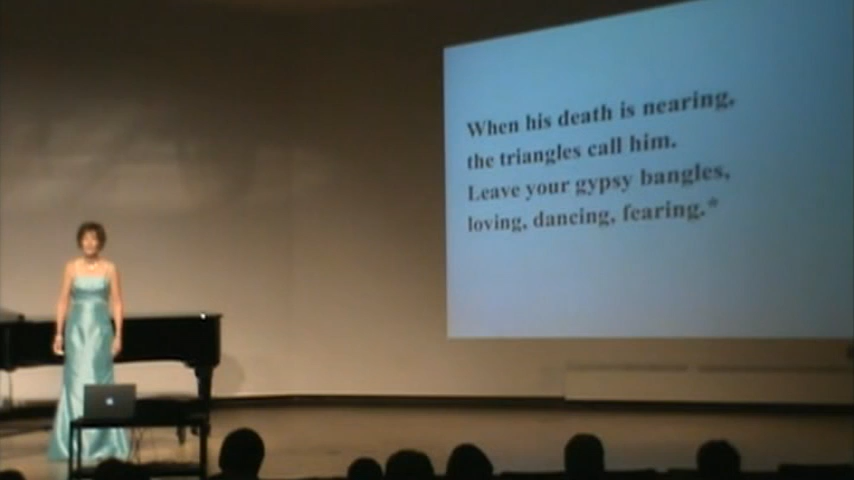 When his death is nearing,
the triangles call him.
Leave your gypsy bangles,
loving, dancing, fearing.*